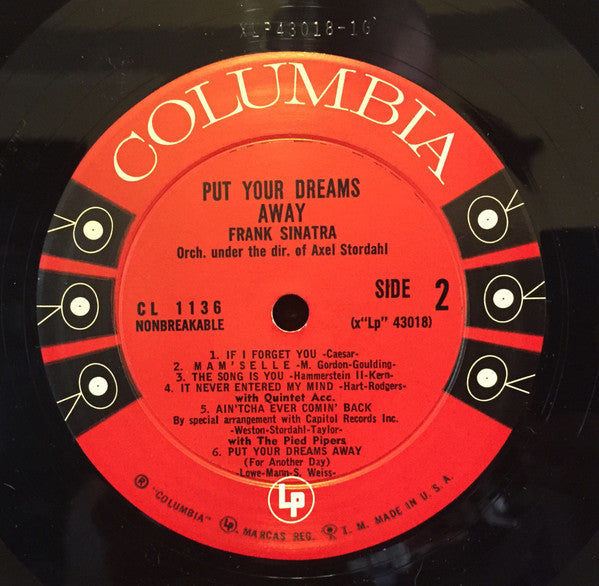 XLP43018-1G
COLUMBIA
PUT YOUR DREAMS
AWAY
FRANK SINATRA
Orch. under the dir. of Axel Stordahl
CL 1136
NONBREAKABLE
SIDE 2
(x"Lp" 43018)
1. IF I FORGET YOU -Caesar-
2. MAM'SELLE -M. Gordon-Goulding-
3. THE SONG IS YOU -Hammerstein II-Kern-
4. IT NEVER ENTERED MY MIND -Hart-Rodgers-
with Quintet Acc.
5. AIN'TCHA EVER COMIN' BACK
By special arrangement with Capitol Records Inc.
-Weston-Stordahl-Taylor-
with The Pied Pipers
6. PUT YOUR DREAMS AWAY
(For Another Day)
-Lowe-Mann-S. Weiss-
Lp
® "COLUMBIA" Lp MARCAS REG. T. M. MADE IN U. S. A.